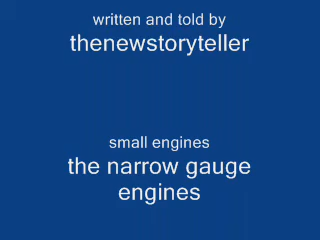 written and told by
thenewstoryteller
small engines
the narrow gauge
engines